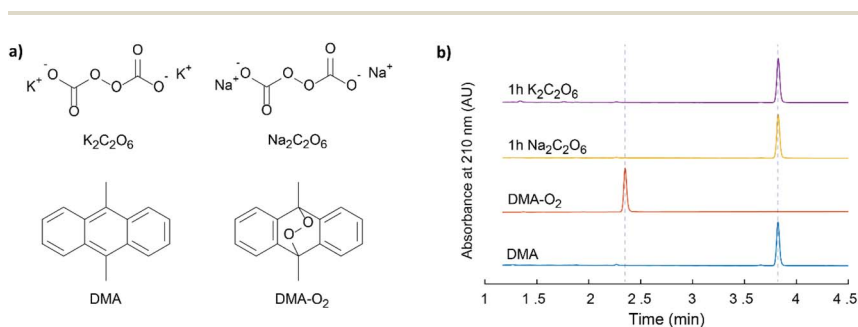 a)
K⁺ ⁻O O O O O⁻ K⁺
O O
K₂C₂O₆
Na⁺ ⁻O O O O O⁻ Na⁺
O O
Na₂C₂O₆
DMA
O O
DMA-O₂
b)
Absorbance at 210 nm (AU)
1h K₂C₂O₆
1h Na₂C₂O₆
DMA-O₂
DMA
1 1.5 2 2.5 3 3.5 4 4.5
Time (min)